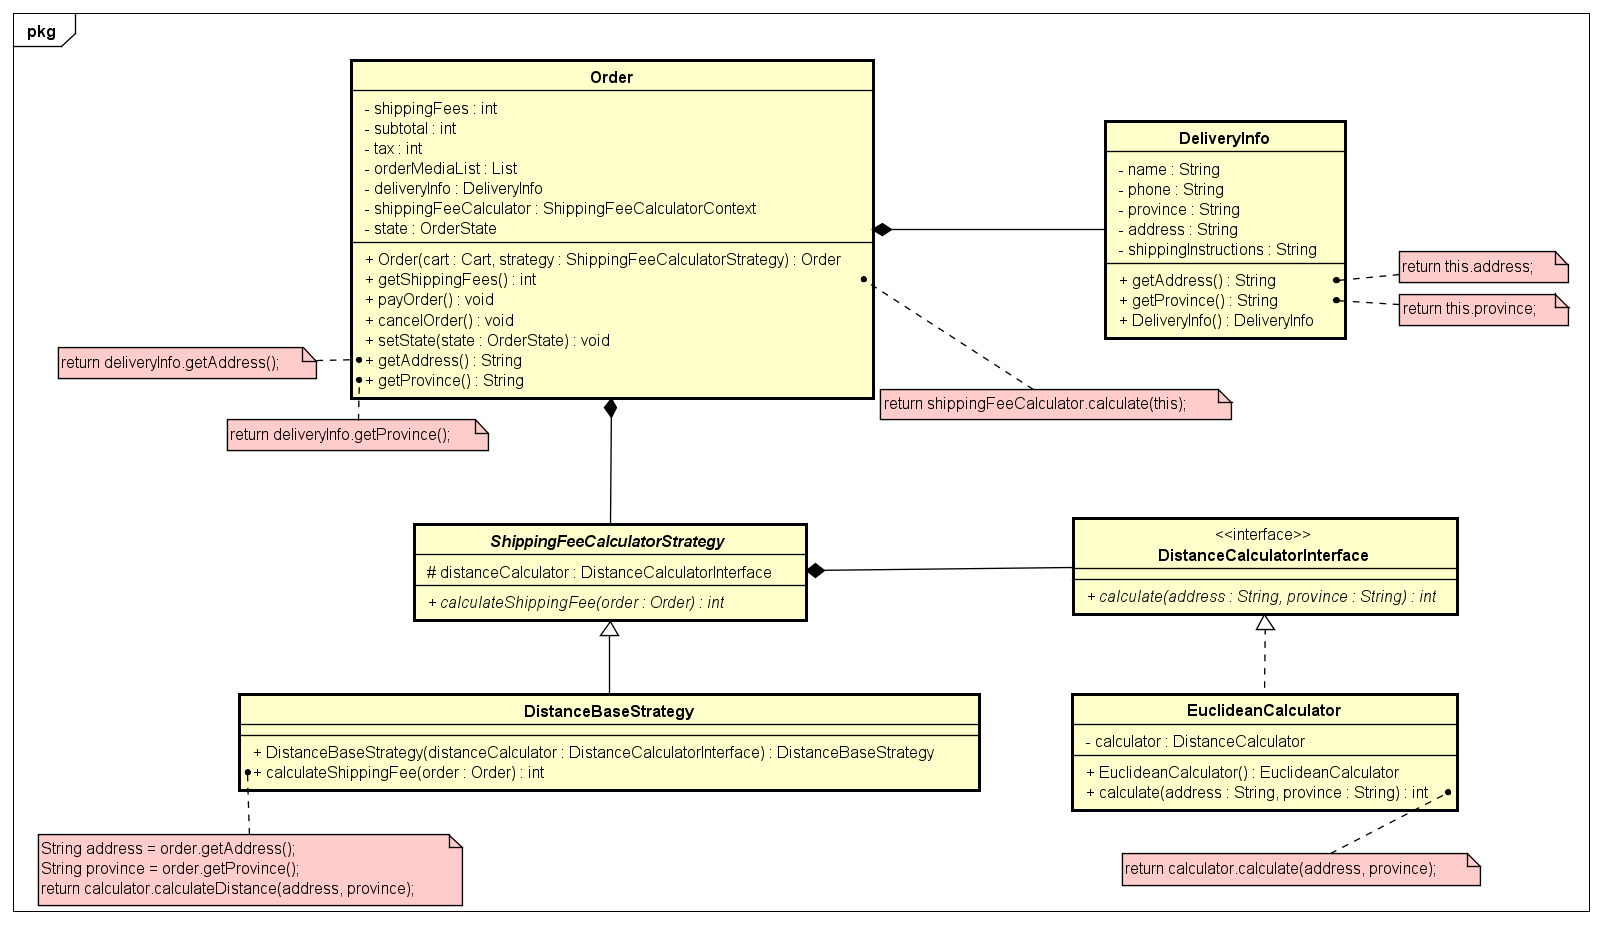 pkg
Order
- shippingFees : int
- subtotal : int
- tax : int
- orderMediaList : List
- deliveryInfo : DeliveryInfo
- shippingFeeCalculator : ShippingFeeCalculatorContext
- state : OrderState
+ Order(cart : Cart, strategy : ShippingFeeCalculatorStrategy) : Order
+ getShippingFees() : int
+ payOrder() : void
+ cancelOrder() : void
+ setState(state : OrderState) : void
+ getAddress() : String
+ getProvince() : String
DeliveryInfo
- name : String
- phone : String
- province : String
- address : String
- shippingInstructions : String
+ getAddress() : String
+ getProvince() : String
+ DeliveryInfo() : DeliveryInfo
return this.address;
return this.province;
return deliveryInfo.getAddress();
return deliveryInfo.getProvince();
return shippingFeeCalculator.calculate(this);
ShippingFeeCalculatorStrategy
# distanceCalculator : DistanceCalculatorInterface
+ calculateShippingFee(order : Order) : int
<<interface>>
DistanceCalculatorInterface
+ calculate(address : String, province : String) : int
DistanceBaseStrategy
+ DistanceBaseStrategy(distanceCalculator : DistanceCalculatorInterface) : DistanceBaseStrategy
+ calculateShippingFee(order : Order) : int
EuclideanCalculator
- calculator : DistanceCalculator
+ EuclideanCalculator() : EuclideanCalculator
+ calculate(address : String, province : String) : int
String address = order.getAddress();
String province = order.getProvince();
return calculator.calculateDistance(address, province);
return calculator.calculate(address, province);